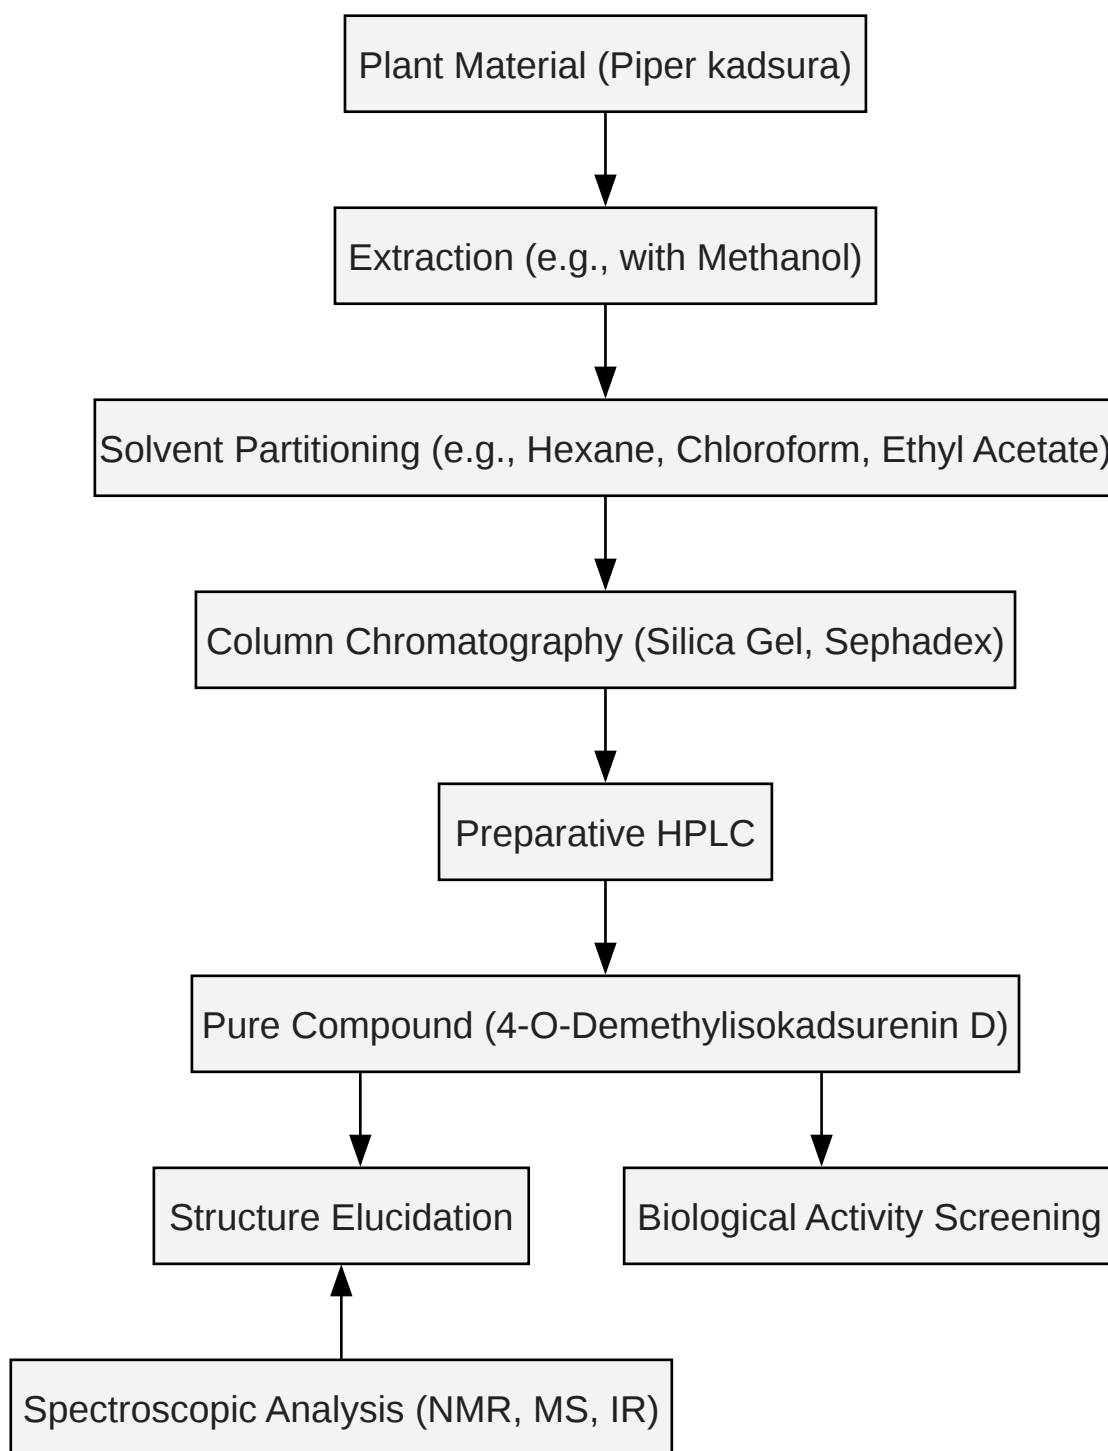 Plant Material (Piper kadsura)
Extraction (e.g., with Methanol)
Solvent Partitioning (e.g., Hexane, Chloroform, Ethyl Acetate)
Column Chromatography (Silica Gel, Sephadex)
Preparative HPLC
Pure Compound (4-O-Demethylisokadsurenin D)
Structure Elucidation
Biological Activity Screening
Spectroscopic Analysis (NMR, MS, IR)